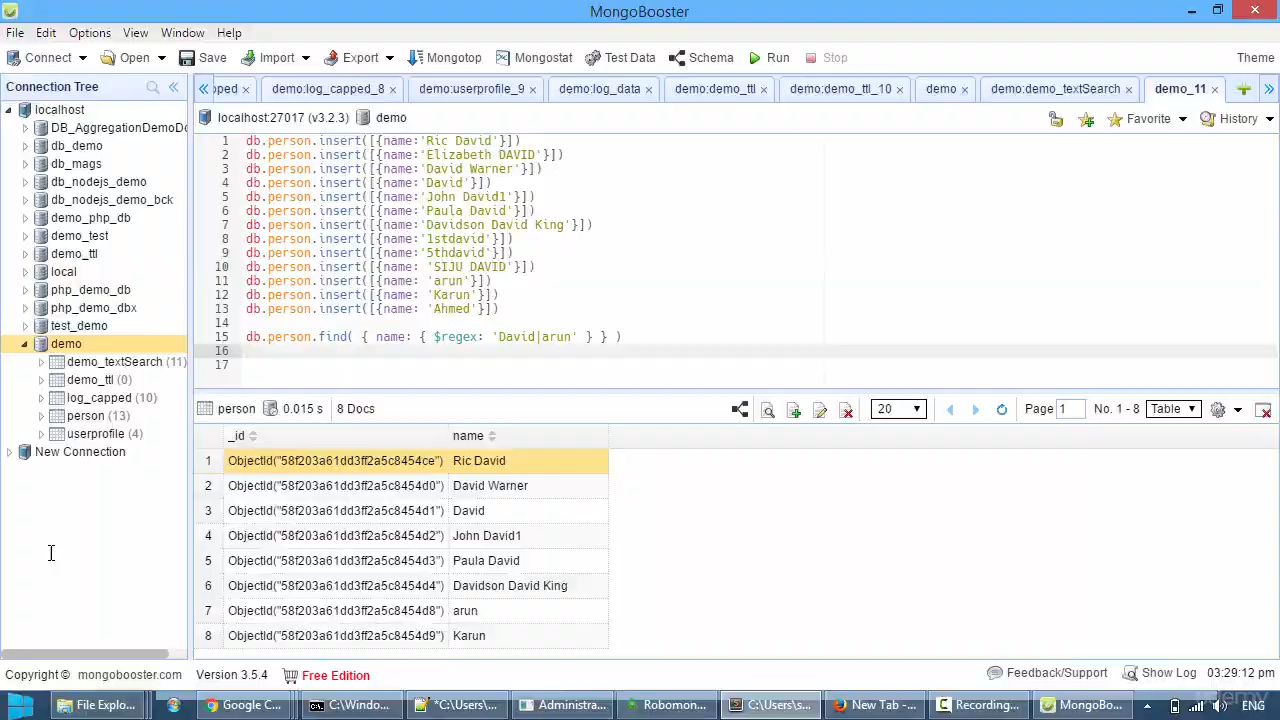 MongoBooster
File Edit Options View Window Help
Connect Open Save Import Export Mongotop Mongostat Test Data Schema Run Stop Theme
Connection Tree
localhost
DB_AggregationDemoDo
db_demo
db_mags
db_nodejs_demo
db_nodejs_demo_bck
demo_php_db
demo_test
demo_ttl
local
php_demo_db
php_demo_dbx
test_demo
demo
demo_textSearch (11)
demo_ttl (0)
log_capped (10)
person (13)
userprofile (4)
New Connection
pped × demo:log_capped_8 × demo:userprofile_9 × demo:log_data × demo:demo_ttl × demo:demo_ttl_10 × demo × demo:demo_textSearch × demo_11 ×
localhost:27017 (v3.2.3) demo Favorite History
1 db.person.insert([{name:'Ric David'}])
2 db.person.insert([{name:'Elizabeth DAVID'}])
3 db.person.insert([{name:'David Warner'}])
4 db.person.insert([{name:'David'}])
5 db.person.insert([{name:'John David1'}])
6 db.person.insert([{name:'Paula David'}])
7 db.person.insert([{name:'Davidson David King'}])
8 db.person.insert([{name:'1stdavid'}])
9 db.person.insert([{name:'5thdavid'}])
10 db.person.insert([{name: 'SIJU DAVID'}])
11 db.person.insert([{name: 'arun'}])
12 db.person.insert([{name: 'Karun'}])
13 db.person.insert([{name: 'Ahmed'}])
14
15 db.person.find( { name: { $regex: 'David|arun' } } )
16
17
person 0.015 s 8 Docs 20 Page 1 No. 1 - 8 Table
_id name
1 ObjectId("58f203a61dd3ff2a5c8454ce") Ric David
2 ObjectId("58f203a61dd3ff2a5c8454d0") David Warner
3 ObjectId("58f203a61dd3ff2a5c8454d1") David
4 ObjectId("58f203a61dd3ff2a5c8454d2") John David1
5 ObjectId("58f203a61dd3ff2a5c8454d3") Paula David
6 ObjectId("58f203a61dd3ff2a5c8454d4") Davidson David King
7 ObjectId("58f203a61dd3ff2a5c8454d8") arun
8 ObjectId("58f203a61dd3ff2a5c8454d9") Karun
Copyright © mongobooster.com Version 3.5.4 Free Edition Feedback/Support Show Log 03:29:12 pm
File Explo... Google C... C:\Windo... *C:\Users\... Administra... Robomon... C:\Users\s... New Tab -... Recording... MongoBo... ENG